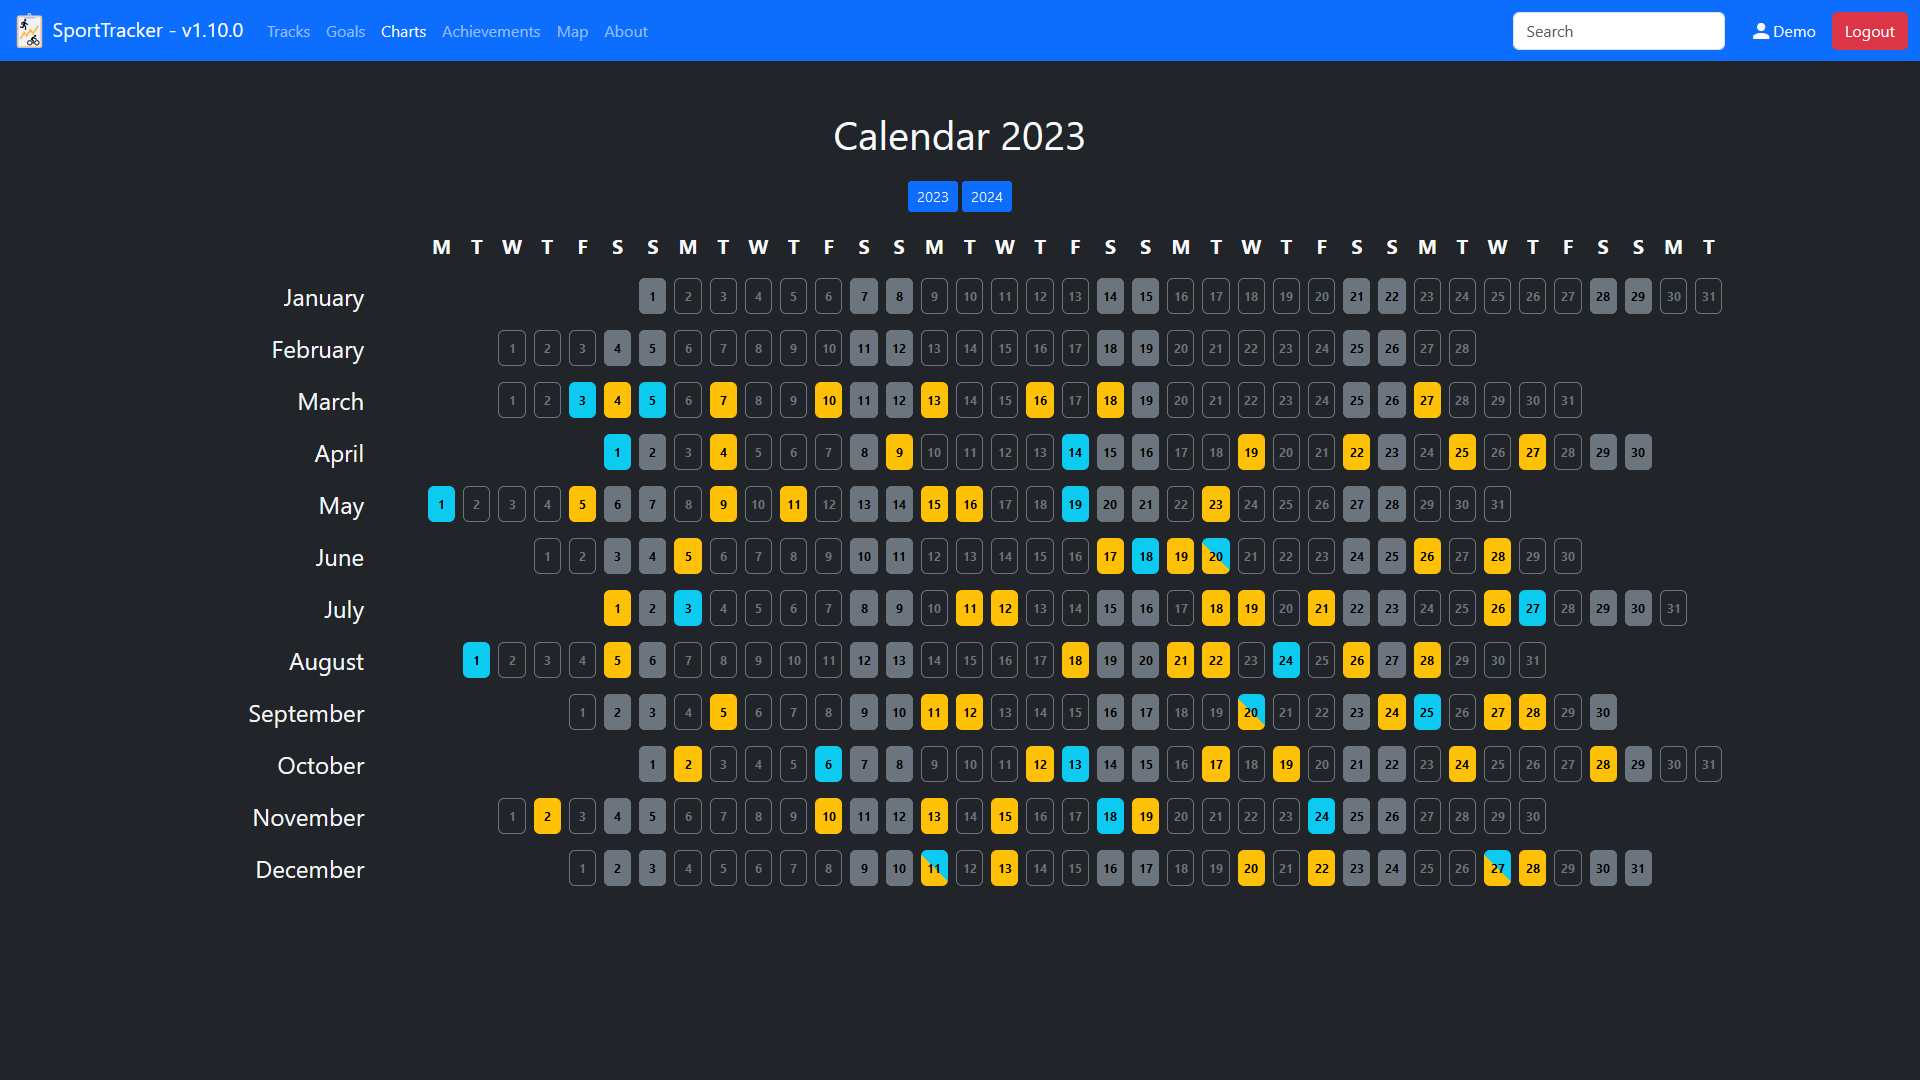 SportTracker - v1.10.0 Tracks Goals Charts Achievements Map About Search Demo Logout
Calendar 2023
2023 2024
M T W T F S S M T W T F S S M T W T F S S M T W T F S S M T W T F S S M T
January 1 2 3 4 5 6 7 8 9 10 11 12 13 14 15 16 17 18 19 20 21 22 23 24 25 26 27 28 29 30 31
February 1 2 3 4 5 6 7 8 9 10 11 12 13 14 15 16 17 18 19 20 21 22 23 24 25 26 27 28
March 1 2 3 4 5 6 7 8 9 10 11 12 13 14 15 16 17 18 19 20 21 22 23 24 25 26 27 28 29 30 31
April 1 2 3 4 5 6 7 8 9 10 11 12 13 14 15 16 17 18 19 20 21 22 23 24 25 26 27 28 29 30
May 1 2 3 4 5 6 7 8 9 10 11 12 13 14 15 16 17 18 19 20 21 22 23 24 25 26 27 28 29 30 31
June 1 2 3 4 5 6 7 8 9 10 11 12 13 14 15 16 17 18 19 20 21 22 23 24 25 26 27 28 29 30
July 1 2 3 4 5 6 7 8 9 10 11 12 13 14 15 16 17 18 19 20 21 22 23 24 25 26 27 28 29 30 31
August 1 2 3 4 5 6 7 8 9 10 11 12 13 14 15 16 17 18 19 20 21 22 23 24 25 26 27 28 29 30 31
September 1 2 3 4 5 6 7 8 9 10 11 12 13 14 15 16 17 18 19 20 21 22 23 24 25 26 27 28 29 30
October 1 2 3 4 5 6 7 8 9 10 11 12 13 14 15 16 17 18 19 20 21 22 23 24 25 26 27 28 29 30 31
November 1 2 3 4 5 6 7 8 9 10 11 12 13 14 15 16 17 18 19 20 21 22 23 24 25 26 27 28 29 30
December 1 2 3 4 5 6 7 8 9 10 11 12 13 14 15 16 17 18 19 20 21 22 23 24 25 26 27 28 29 30 31